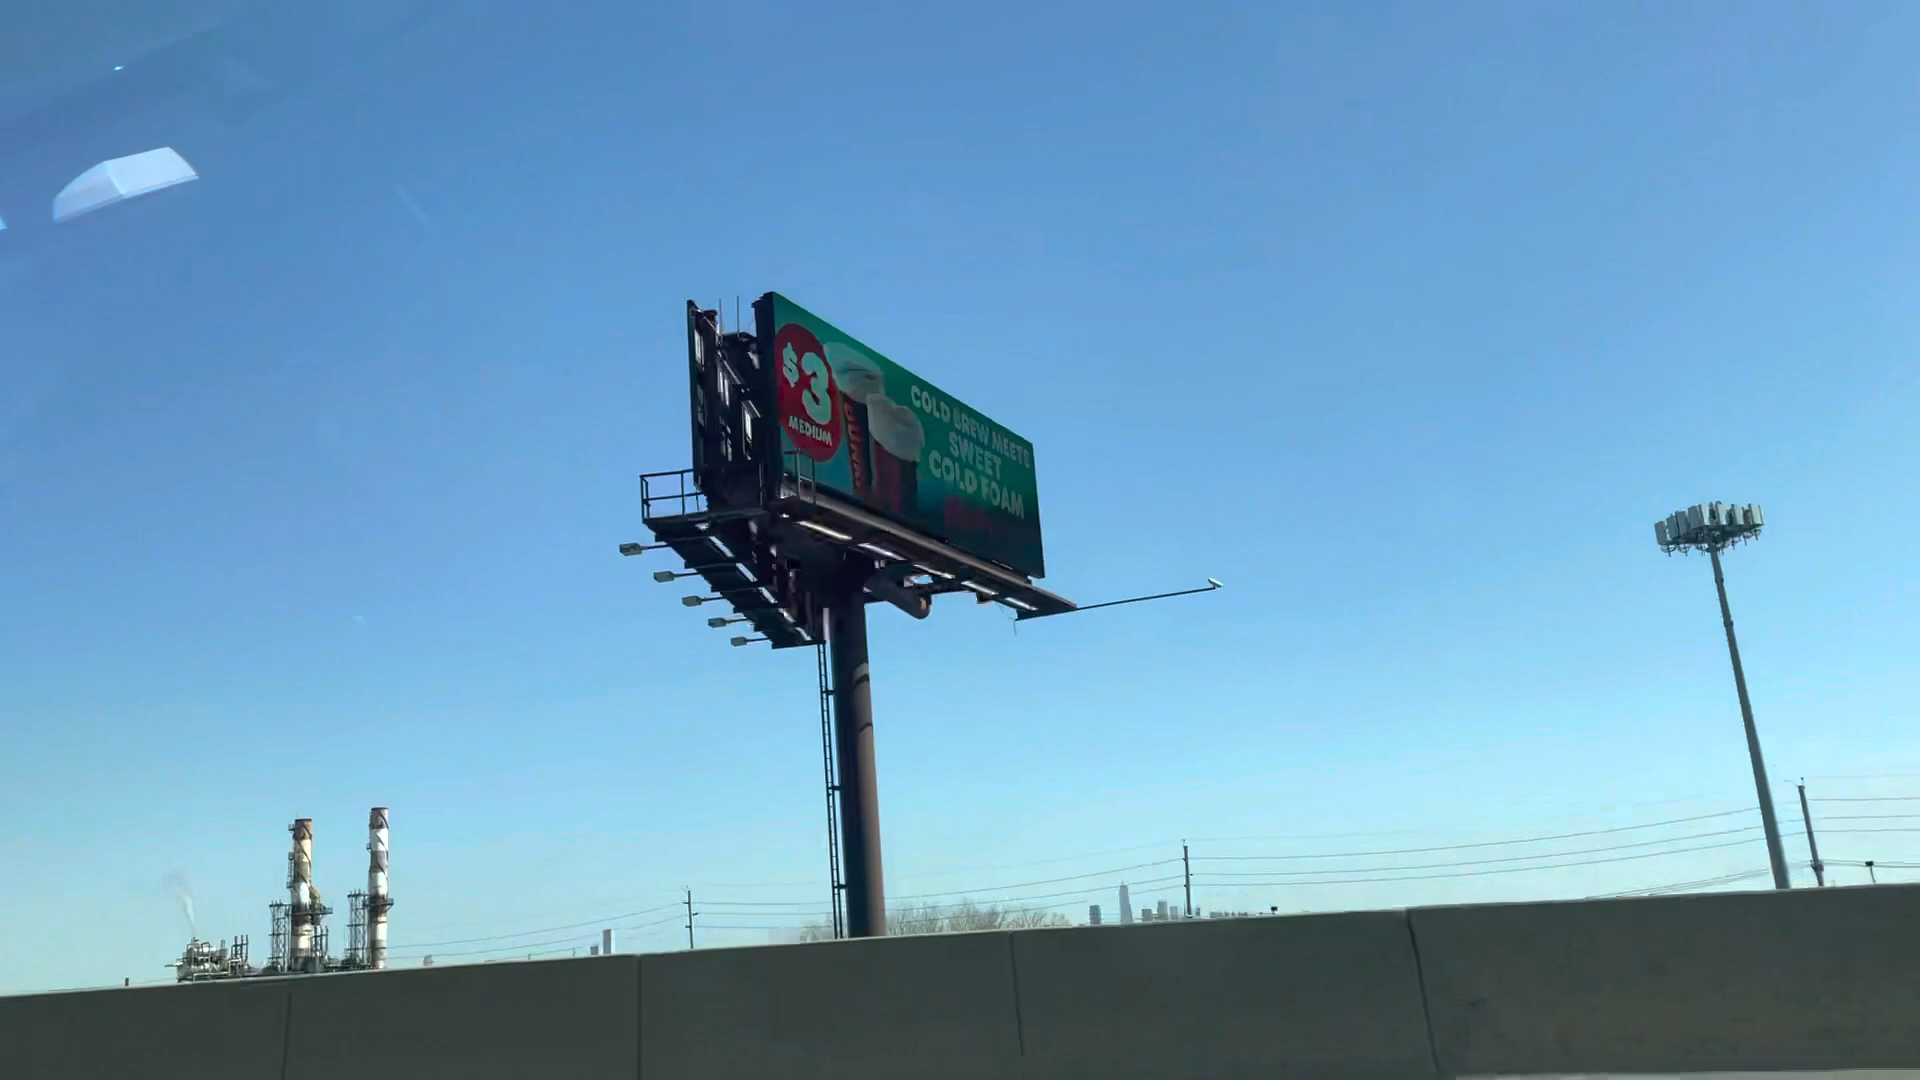 $3
MEDIUM
COLD BREW MEETS
SWEET
COLD FOAM